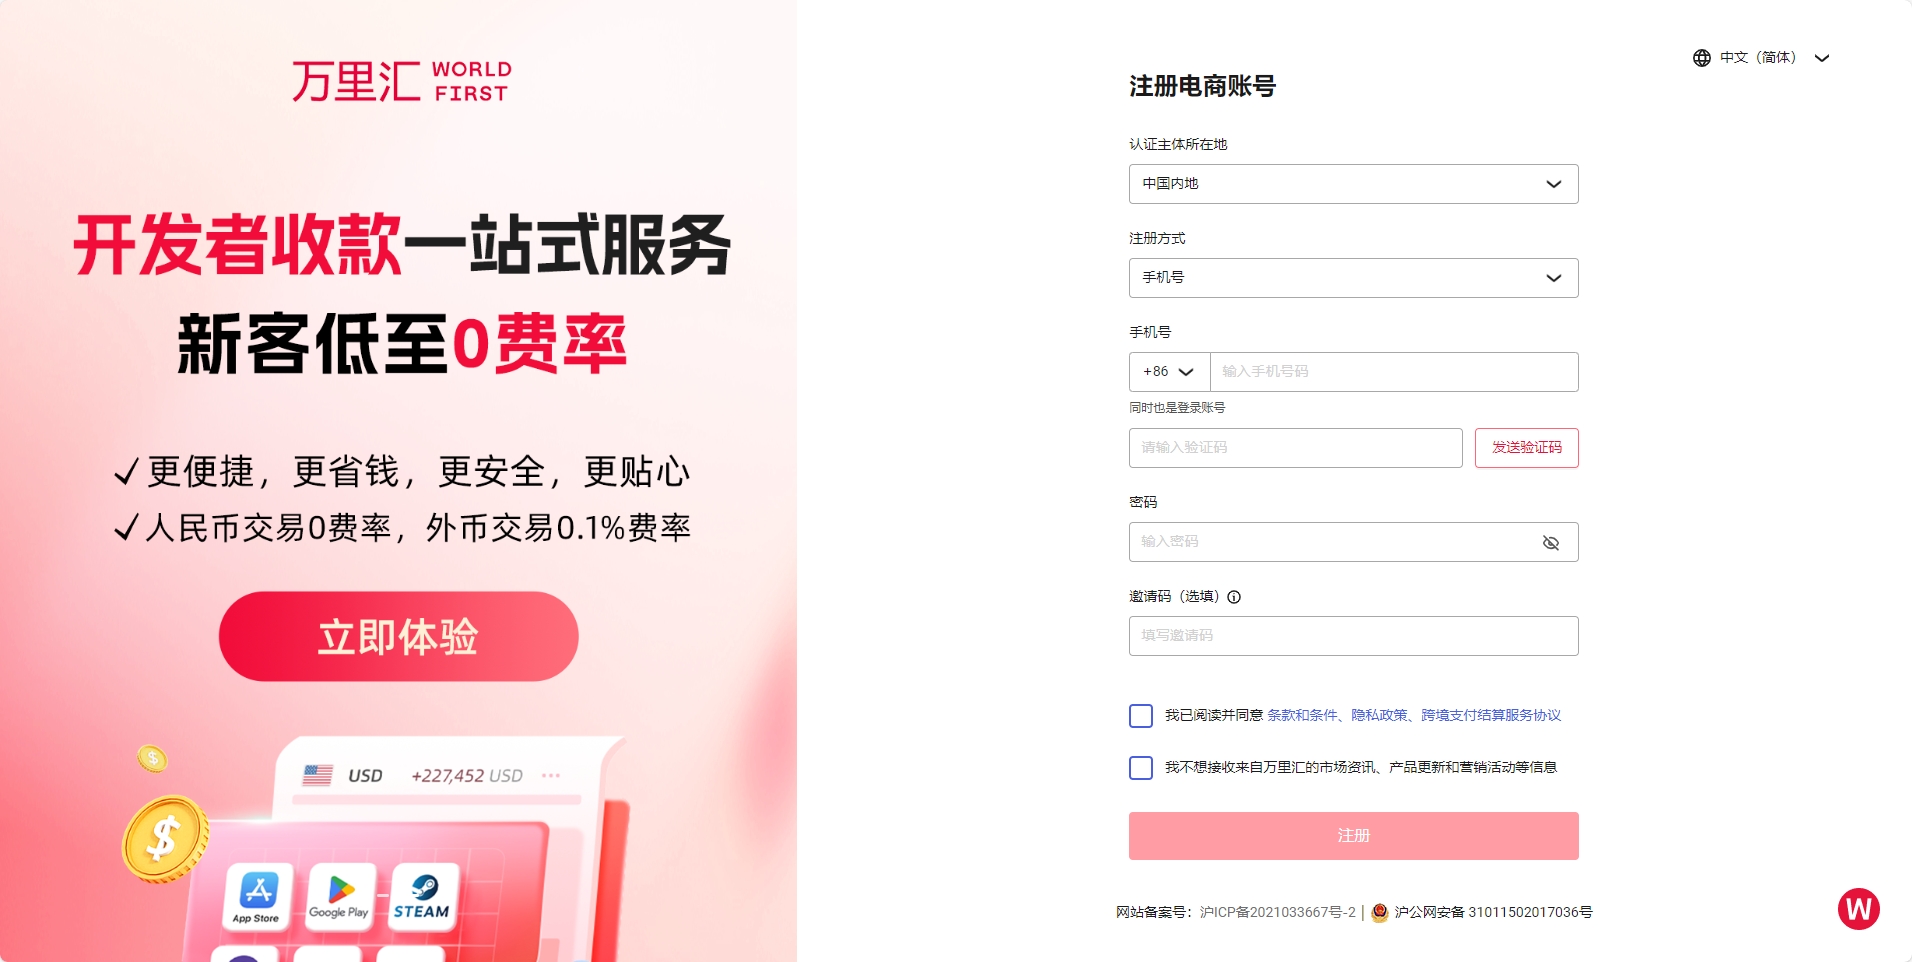 万里汇 WORLD FIRST
开发者收款一站式服务
新客低至0费率
更便捷，更省钱，更安全，更贴心
人民币交易0费率，外币交易0.1%费率
立即体验
USD +227,452 USD
App Store
Google Play
STEAM
中文（简体）
注册电商账号
认证主体所在地
中国内地
注册方式
手机号
手机号
+86 输入手机号码
同时也是登录账号
请输入验证码 发送验证码
密码
输入密码
邀请码（选填）
填写邀请码
我已阅读并同意 条款和条件、隐私政策、跨境支付结算服务协议
我不想接收来自万里汇的市场资讯、产品更新和营销活动等信息
注册
网站备案号：沪ICP备2021033667号-2 | 沪公网安备 31011502017036号
W